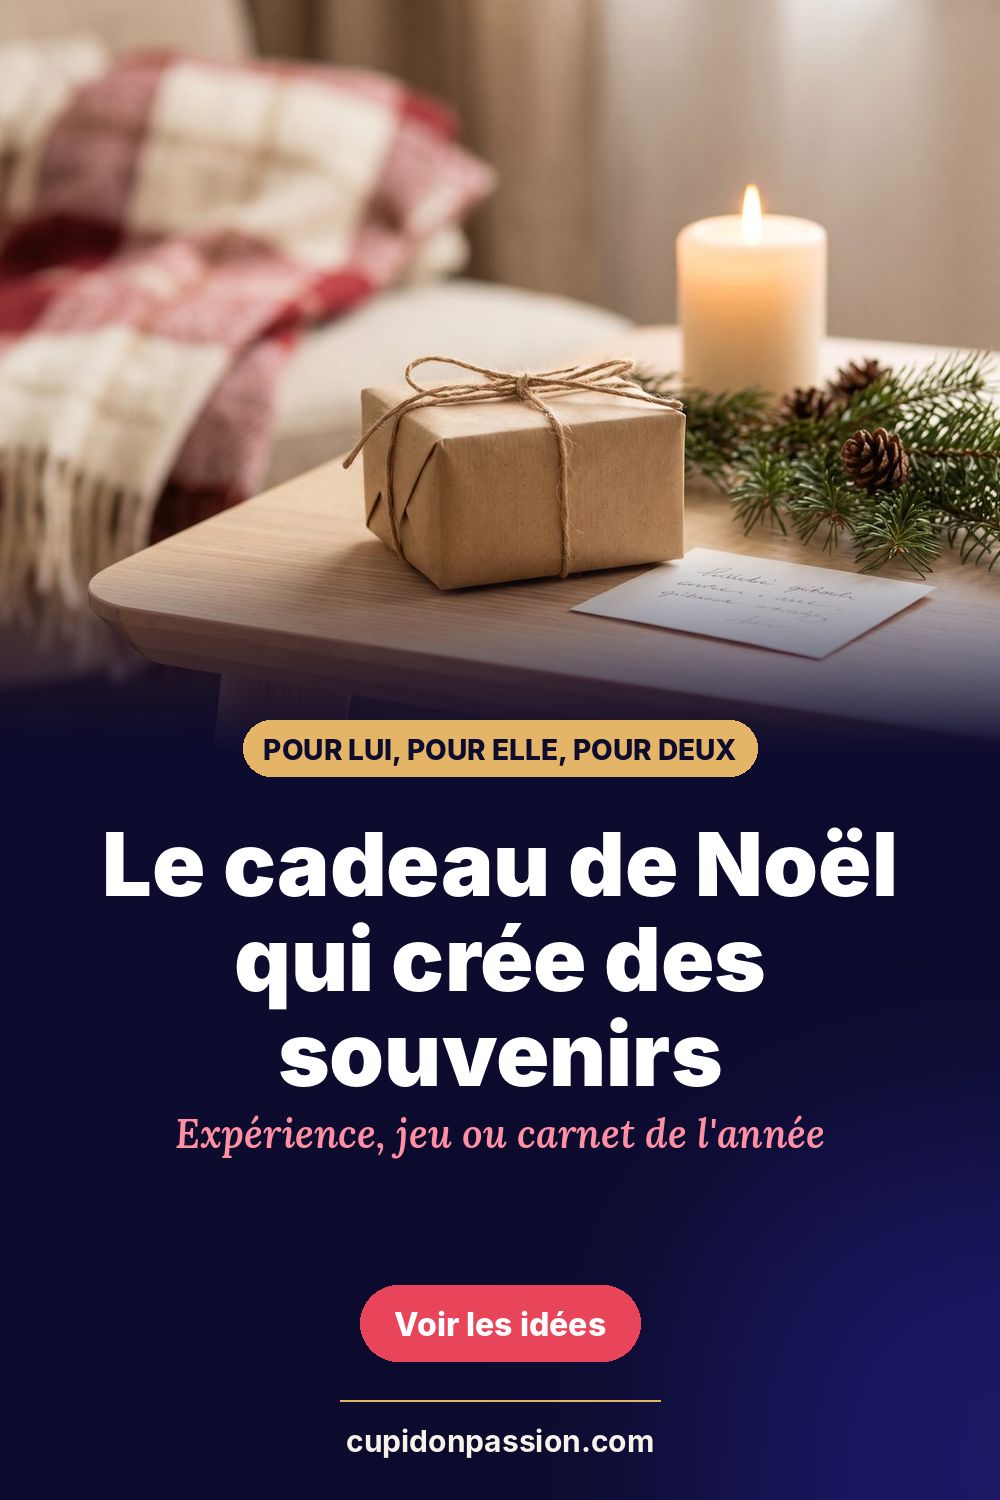 POUR LUI, POUR ELLE, POUR DEUX
Le cadeau de Noël
qui crée des
souvenirs
Expérience, jeu ou carnet de l'année
Voir les idées
cupidonpassion.com